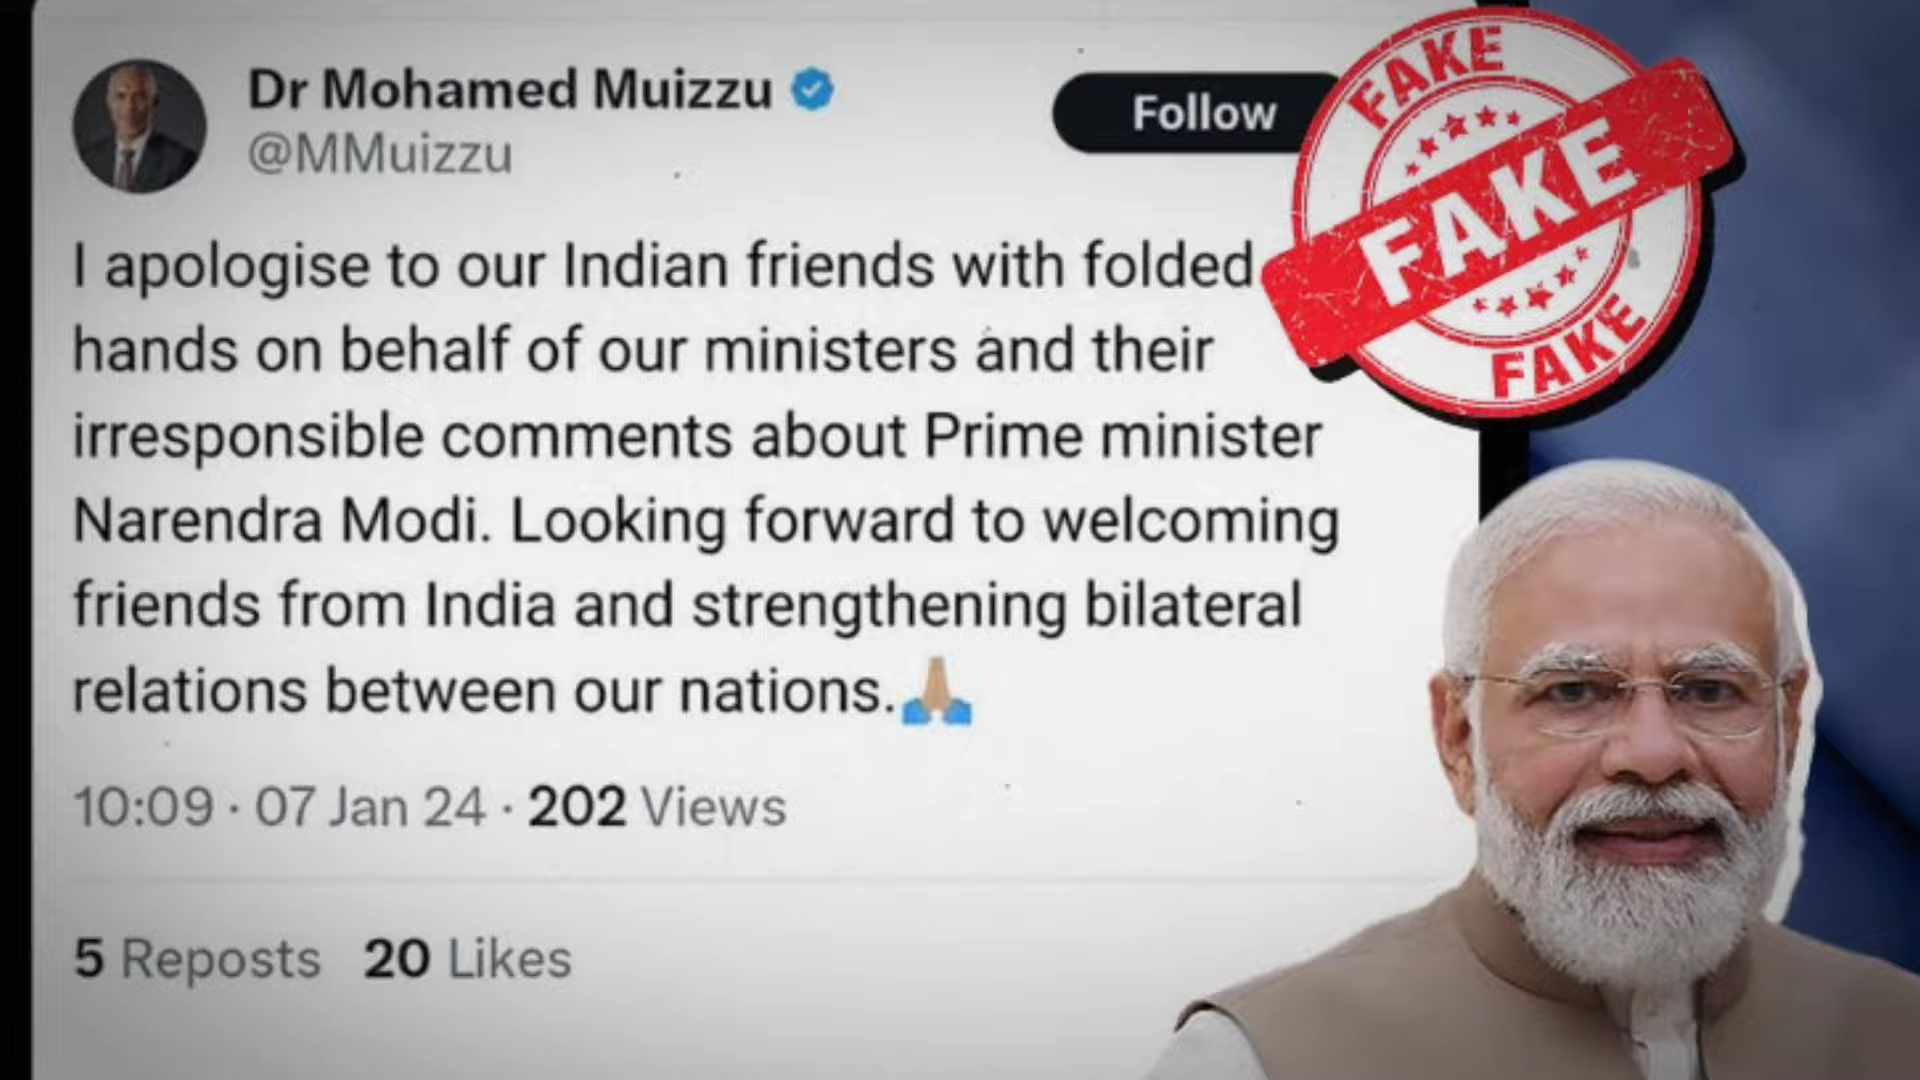 Dr Mohamed Muizzu
@MMuizzu
Follow
FAKE
FAKE
FAKE
I apologise to our Indian friends with folded
hands on behalf of our ministers and their
irresponsible comments about Prime minister
Narendra Modi. Looking forward to welcoming
friends from India and strengthening bilateral
relations between our nations.🙏
10:09 · 07 Jan 24 · 202 Views
5 Reposts 20 Likes